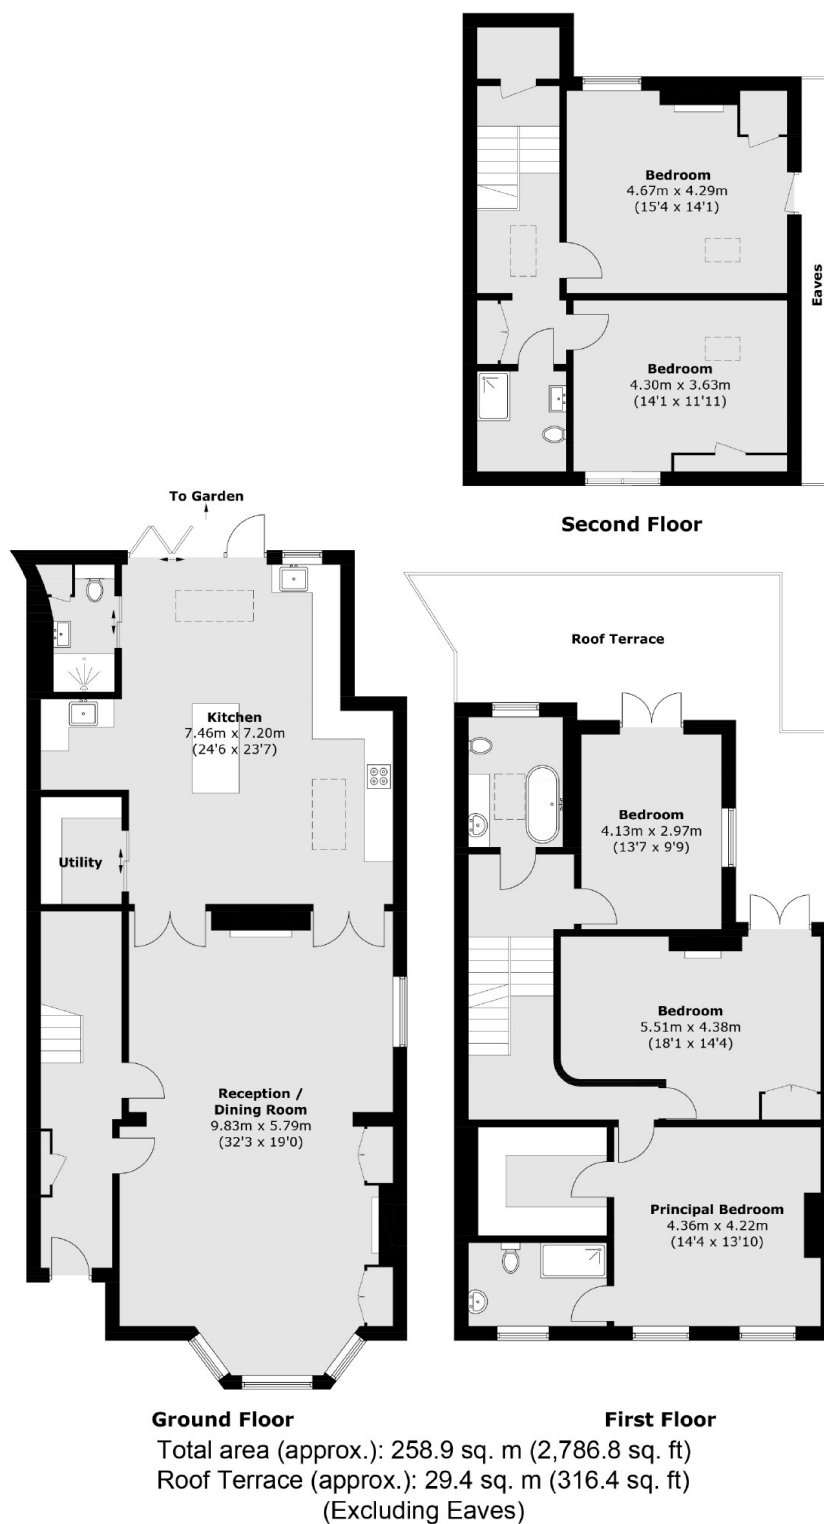 Bedroom
4.67m x 4.29m
(15'4 x 14'1)
Eaves
Bedroom
4.30m x 3.63m
(14'1 x 11'11)
Second Floor
To Garden
Kitchen
7.46m x 7.20m
(24'6 x 23'7)
Utility
Reception /
Dining Room
9.83m x 5.79m
(32'3 x 19'0)
Ground Floor
Roof Terrace
Bedroom
4.13m x 2.97m
(13'7 x 9'9)
Bedroom
5.51m x 4.38m
(18'1 x 14'4)
Principal Bedroom
4.36m x 4.22m
(14'4 x 13'10)
First Floor
Total area (approx.): 258.9 sq. m (2,786.8 sq. ft)
Roof Terrace (approx.): 29.4 sq. m (316.4 sq. ft)
(Excluding Eaves)